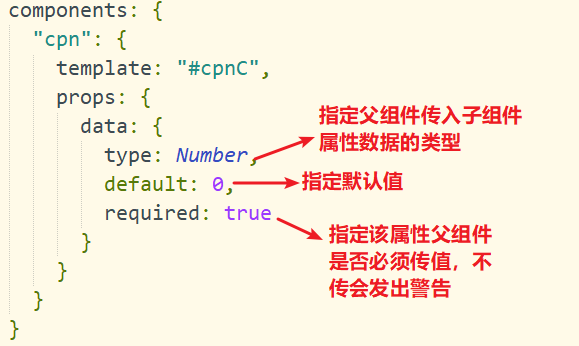 components: {
"cpn": {
template: "#cpnC",
props: {
data: {
type: Number,
default: 0,
required: true
}
}
}
}
指定父组件传入子组件
属性数据的类型
指定默认值
指定该属性父组件
是否必须传值，不
传会发出警告